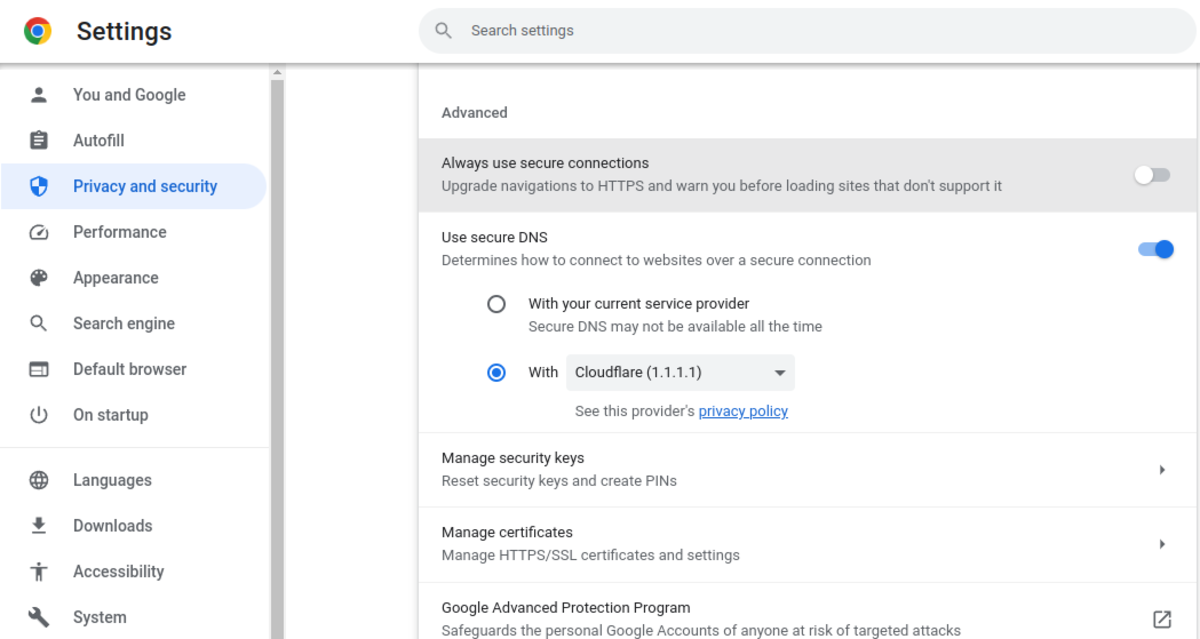 Settings
Search settings
You and Google
Autofill
Privacy and security
Performance
Appearance
Search engine
Default browser
On startup
Languages
Downloads
Accessibility
System
Advanced
Always use secure connections
Upgrade navigations to HTTPS and warn you before loading sites that don't support it
Use secure DNS
Determines how to connect to websites over a secure connection
With your current service provider
Secure DNS may not be available all the time
With Cloudflare (1.1.1.1)
See this provider's privacy policy
Manage security keys
Reset security keys and create PINs
Manage certificates
Manage HTTPS/SSL certificates and settings
Google Advanced Protection Program
Safeguards the personal Google Accounts of anyone at risk of targeted attacks